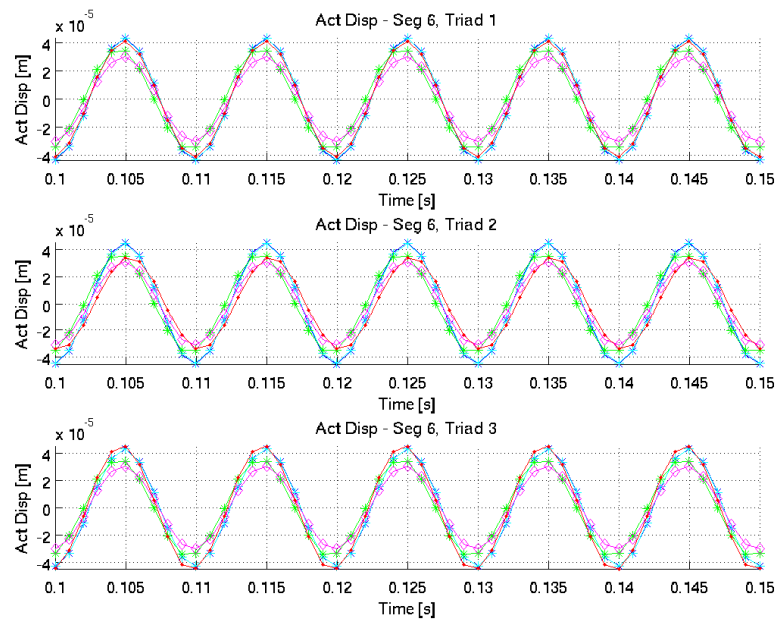 x 10^-5
Act Disp - Seg 6, Triad 1
Act Disp [m]
4
2
0
-2
-4
0.1 0.105 0.11 0.115 0.12 0.125 0.13 0.135 0.14 0.145 0.15
Time [s]
x 10^-5
Act Disp - Seg 6, Triad 2
Act Disp [m]
4
2
0
-2
-4
0.1 0.105 0.11 0.115 0.12 0.125 0.13 0.135 0.14 0.145 0.15
Time [s]
x 10^-5
Act Disp - Seg 6, Triad 3
Act Disp [m]
4
2
0
-2
-4
0.1 0.105 0.11 0.115 0.12 0.125 0.13 0.135 0.14 0.145 0.15
Time [s]